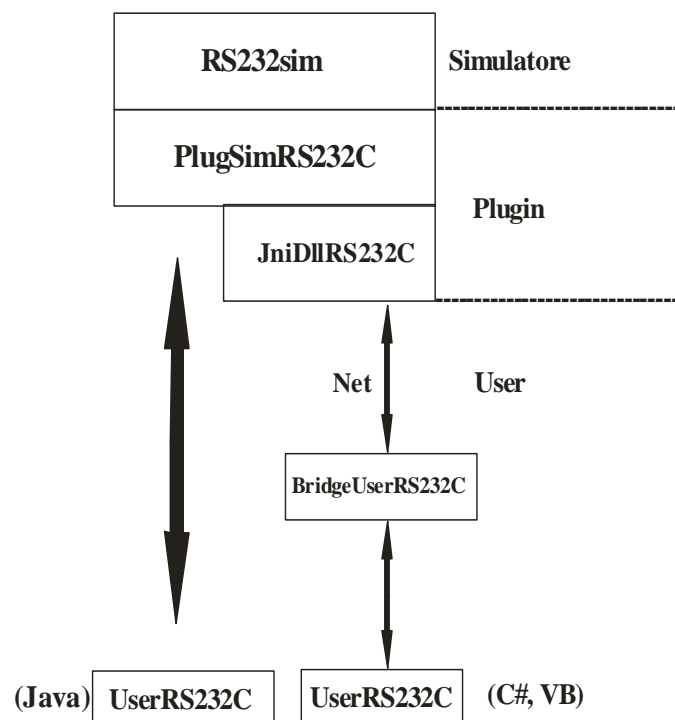 RS232sim
Simulatore
PlugSimRS232C
Plugin
JniDllRS232C
Net
User
BridgeUserRS232C
(Java)
UserRS232C
UserRS232C
(C#, VB)